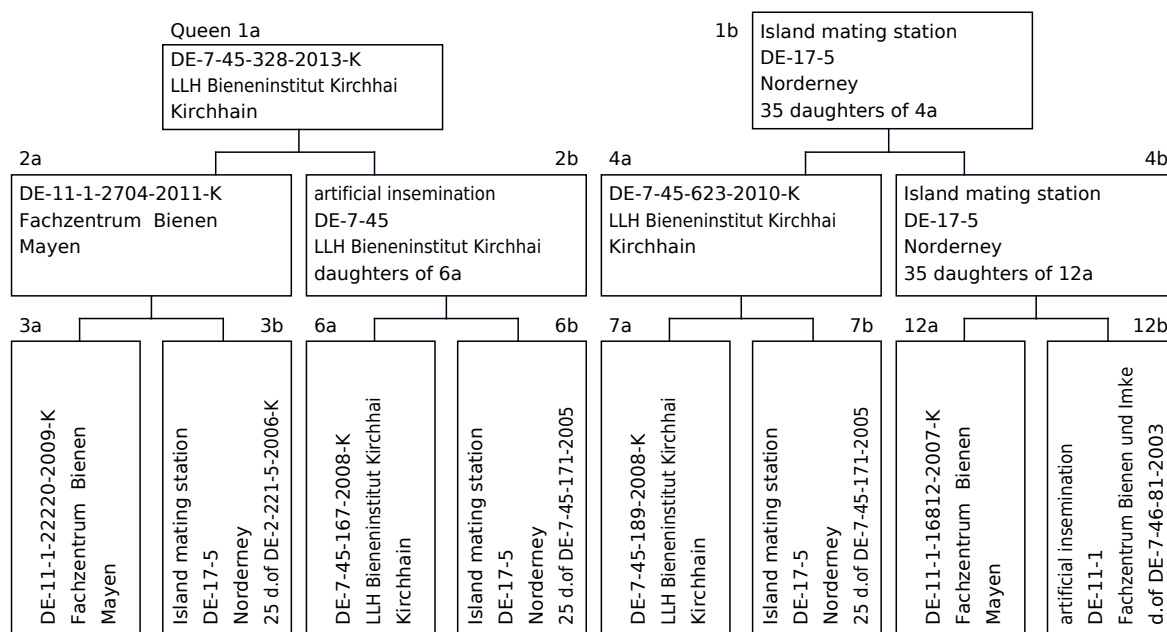 Queen 1a
DE-7-45-328-2013-K
LLH Bieneninstitut Kirchhai
Kirchhain
1b
Island mating station
DE-17-5
Norderney
35 daughters of 4a
2a
DE-11-1-2704-2011-K
Fachzentrum Bienen
Mayen
2b
artificial insemination
DE-7-45
LLH Bieneninstitut Kirchhai
daughters of 6a
4a
DE-7-45-623-2010-K
LLH Bieneninstitut Kirchhai
Kirchhain
4b
Island mating station
DE-17-5
Norderney
35 daughters of 12a
3a
DE-11-1-22220-2009-K
Fachzentrum Bienen
Mayen
3b
Island mating station
DE-17-5
Norderney
25 d.of DE-2-221-5-2006-K
6a
DE-7-45-167-2008-K
LLH Bieneninstitut Kirchhai
Kirchhain
6b
Island mating station
DE-17-5
Norderney
25 d.of DE-7-45-171-2005
7a
DE-7-45-189-2008-K
LLH Bieneninstitut Kirchhai
Kirchhain
7b
Island mating station
DE-17-5
Norderney
25 d.of DE-7-45-171-2005
12a
DE-11-1-16812-2007-K
Fachzentrum Bienen
Mayen
12b
artificial insemination
DE-11-1
Fachzentrum Bienen und Imke
d.of DE-7-46-81-2003